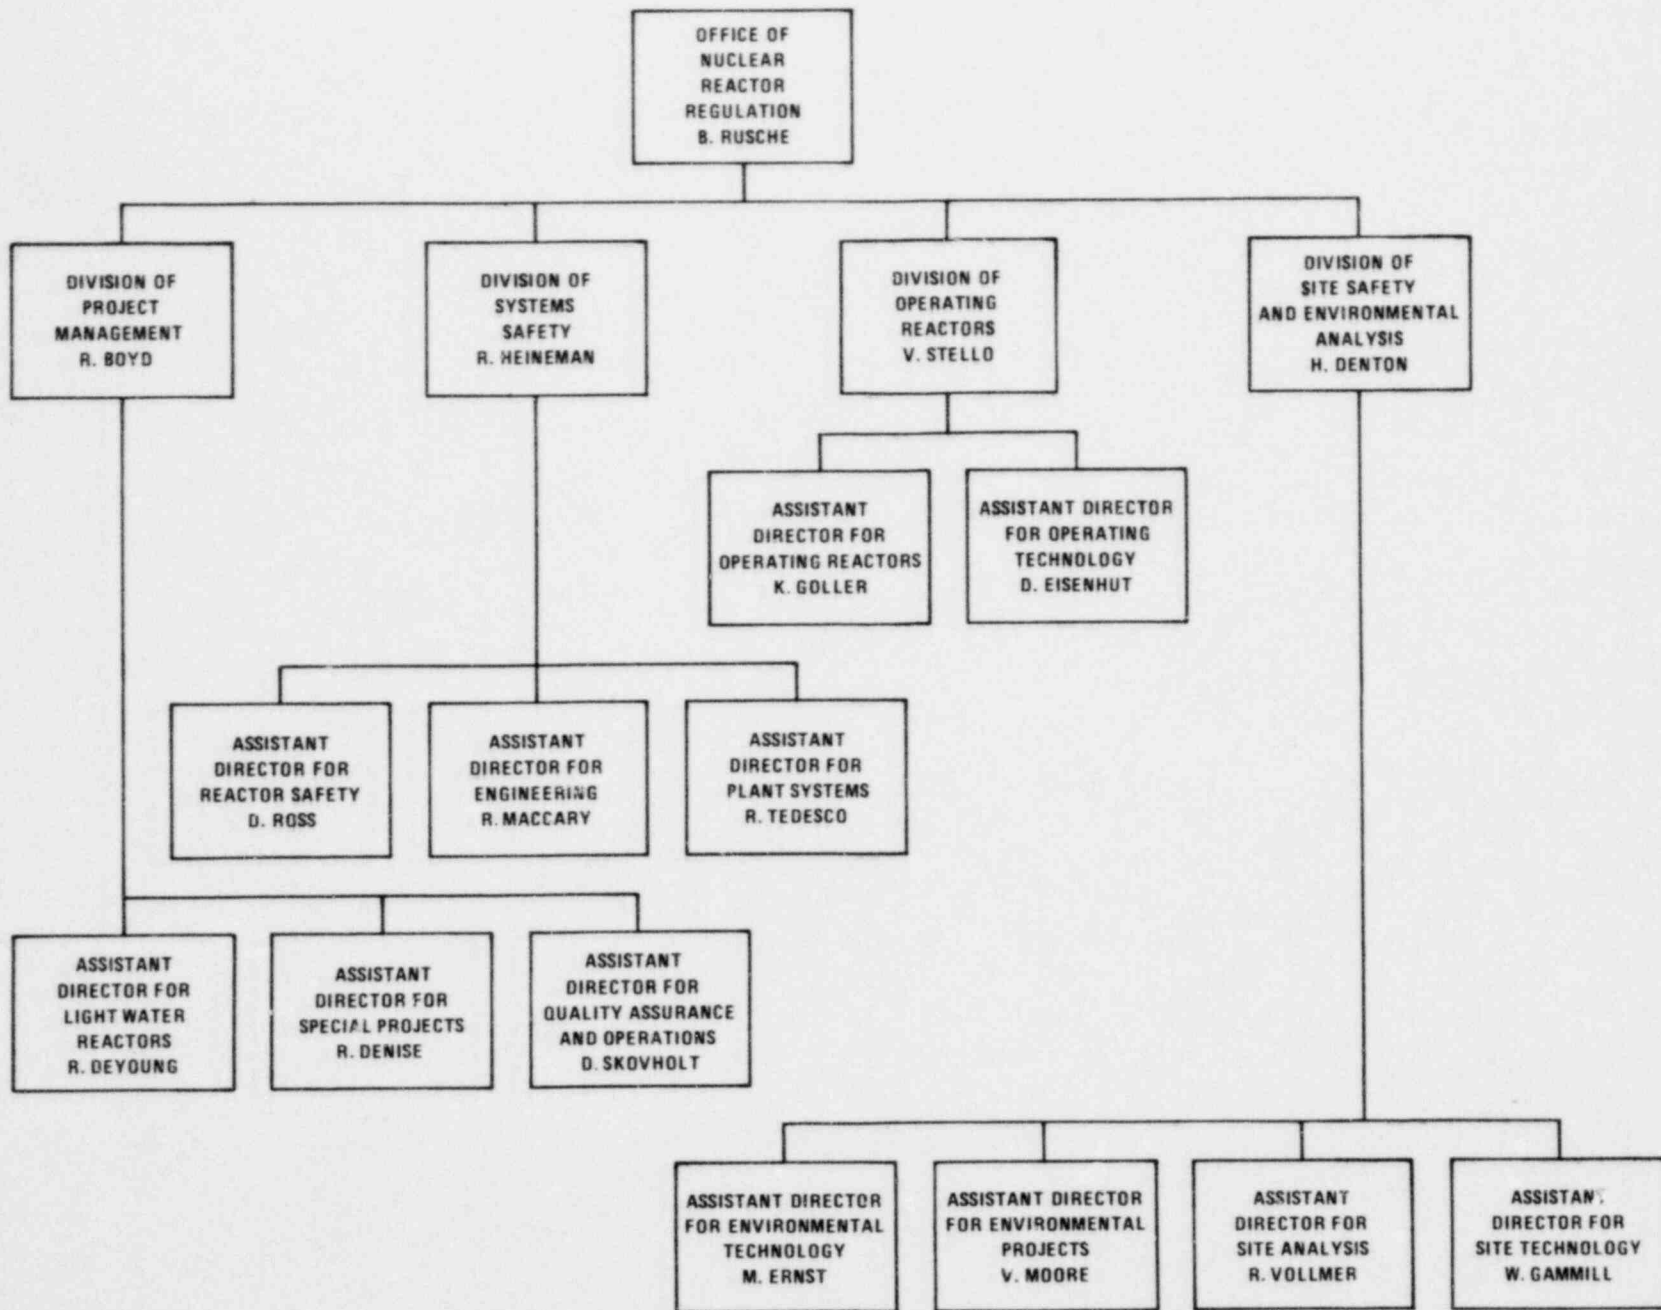 OFFICE OF
NUCLEAR
REACTOR
REGULATION
B. RUSCHE
DIVISION OF
PROJECT
MANAGEMENT
R. BOYD
DIVISION OF
SYSTEMS
SAFETY
R. HEINEMAN
DIVISION OF
OPERATING
REACTORS
V. STELLO
DIVISION OF
SITE SAFETY
AND ENVIRONMENTAL
ANALYSIS
H. DENTON
ASSISTANT
DIRECTOR FOR
OPERATING REACTORS
K. GOLLER
ASSISTANT DIRECTOR
FOR OPERATING
TECHNOLOGY
D. EISENHUT
ASSISTANT
DIRECTOR FOR
REACTOR SAFETY
D. ROSS
ASSISTANT
DIRECTOR FOR
ENGINEERING
R. MACCARY
ASSISTANT
DIRECTOR FOR
PLANT SYSTEMS
R. TEDESCO
ASSISTANT
DIRECTOR FOR
LIGHT WATER
REACTORS
R. DEYOUNG
ASSISTANT
DIRECTOR FOR
SPECIAL PROJECTS
R. DENISE
ASSISTANT
DIRECTOR FOR
QUALITY ASSURANCE
AND OPERATIONS
D. SKOVHOLT
ASSISTANT DIRECTOR
FOR ENVIRONMENTAL
TECHNOLOGY
M. ERNST
ASSISTANT DIRECTOR
FOR ENVIRONMENTAL
PROJECTS
V. MOORE
ASSISTANT
DIRECTOR FOR
SITE ANALYSIS
R. VOLLMER
ASSISTANT
DIRECTOR FOR
SITE TECHNOLOGY
W. GAMMILL